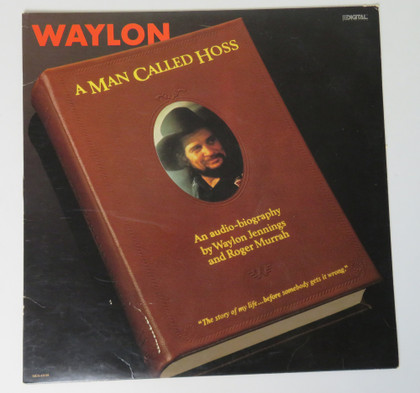 WAYLON
DIGITAL
A MAN CALLED HOSS
An audio-biography
by Waylon Jennings
and Roger Murrah
"The story of my life...before somebody gets it wrong."